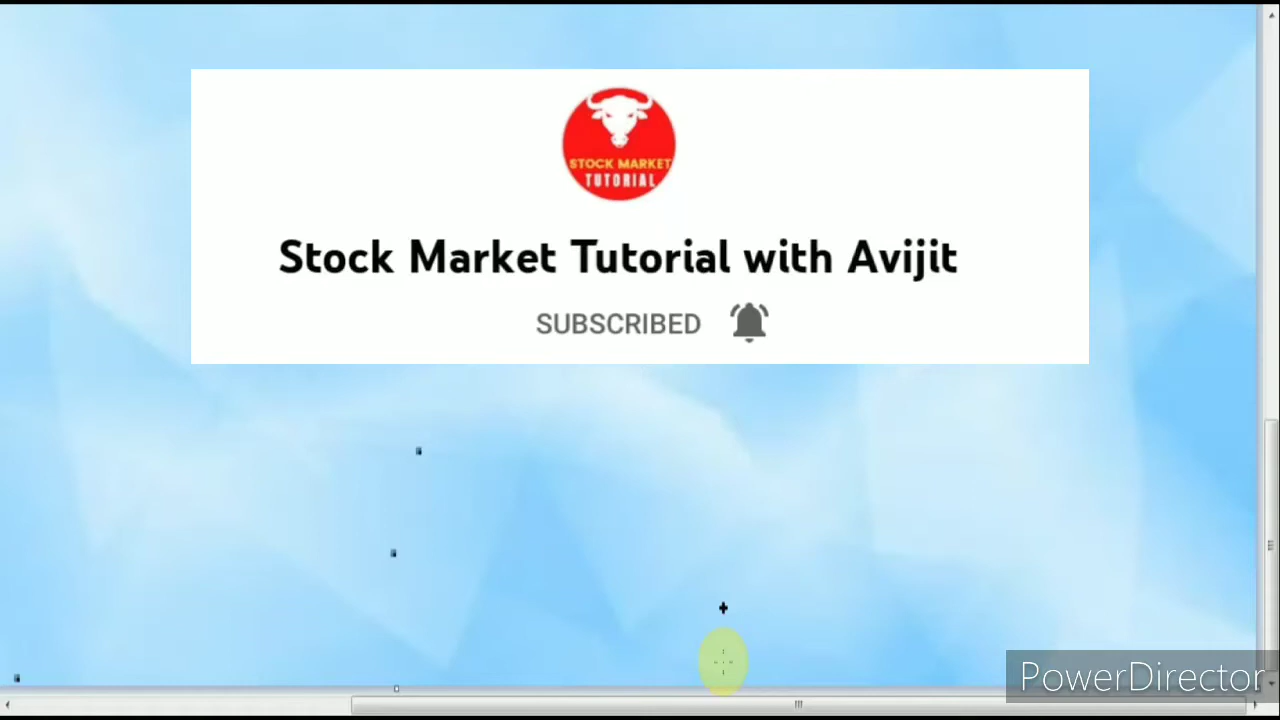 STOCK MARKET
TUTORIAL
Stock Market Tutorial with Avijit
SUBSCRIBED
PowerDirector